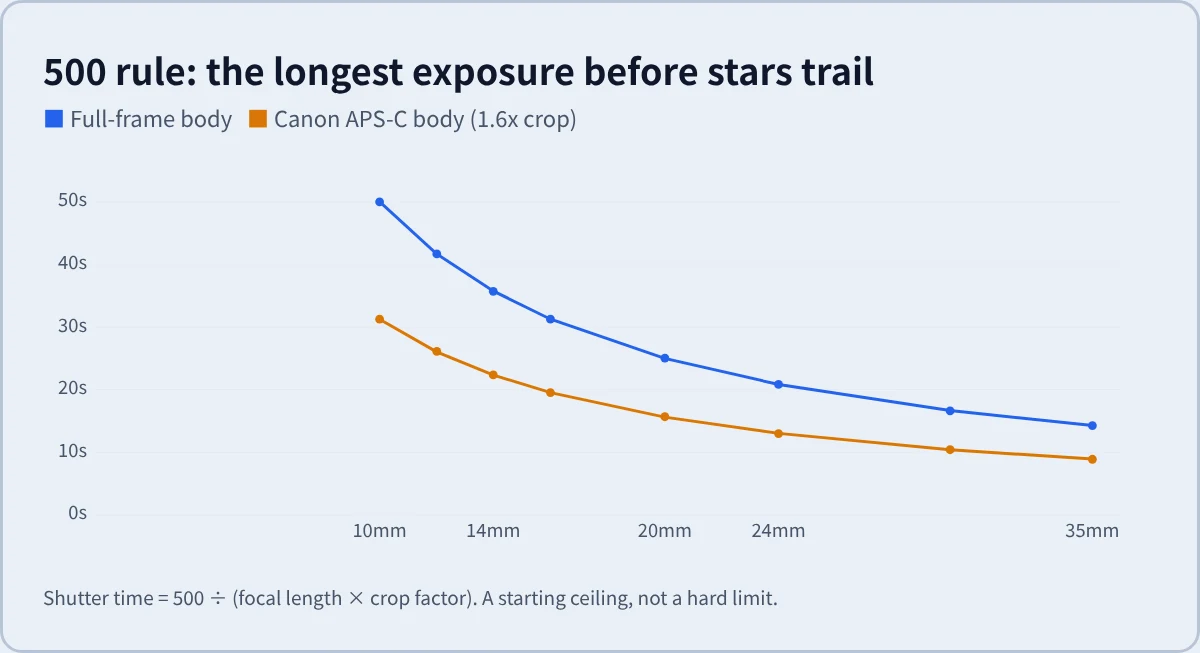 500 rule: the longest exposure before stars trail
Full-frame body Canon APS-C body (1.6x crop)
50s
40s
30s
20s
10s
0s
10mm 14mm 20mm 24mm 35mm
Shutter time = 500 ÷ (focal length × crop factor). A starting ceiling, not a hard limit.